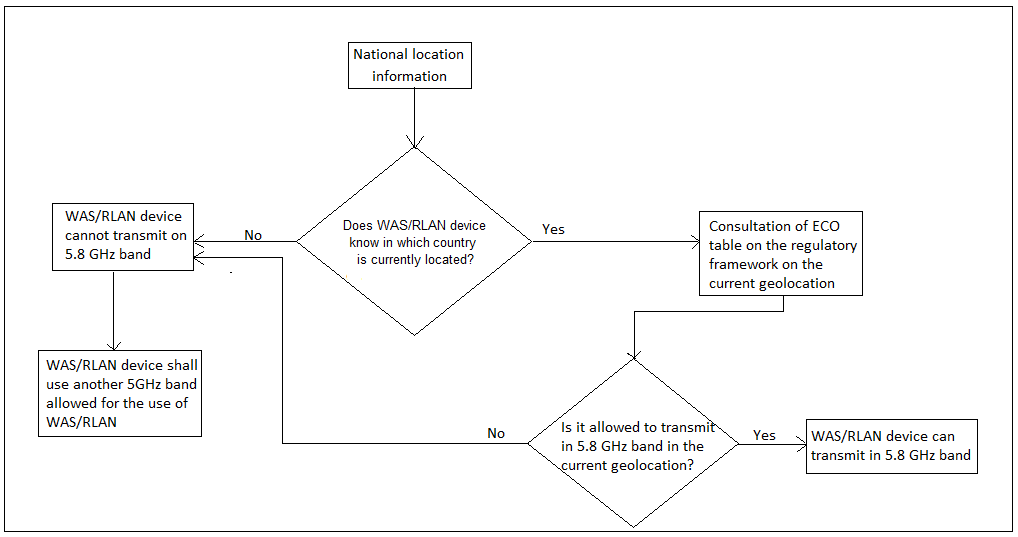 National location
information
Does WAS/RLAN device
know in which country
is currently located?
No
Yes
WAS/RLAN device
cannot transmit on
5.8 GHz band
Consultation of ECO
table on the regulatory
framework on the
current geolocation
WAS/RLAN device shall
use another 5GHz band
allowed for the use of
WAS/RLAN
Is it allowed to transmit
in 5.8 GHz band in the
current geolocation?
No
Yes
WAS/RLAN device can
transmit in 5.8 GHz band